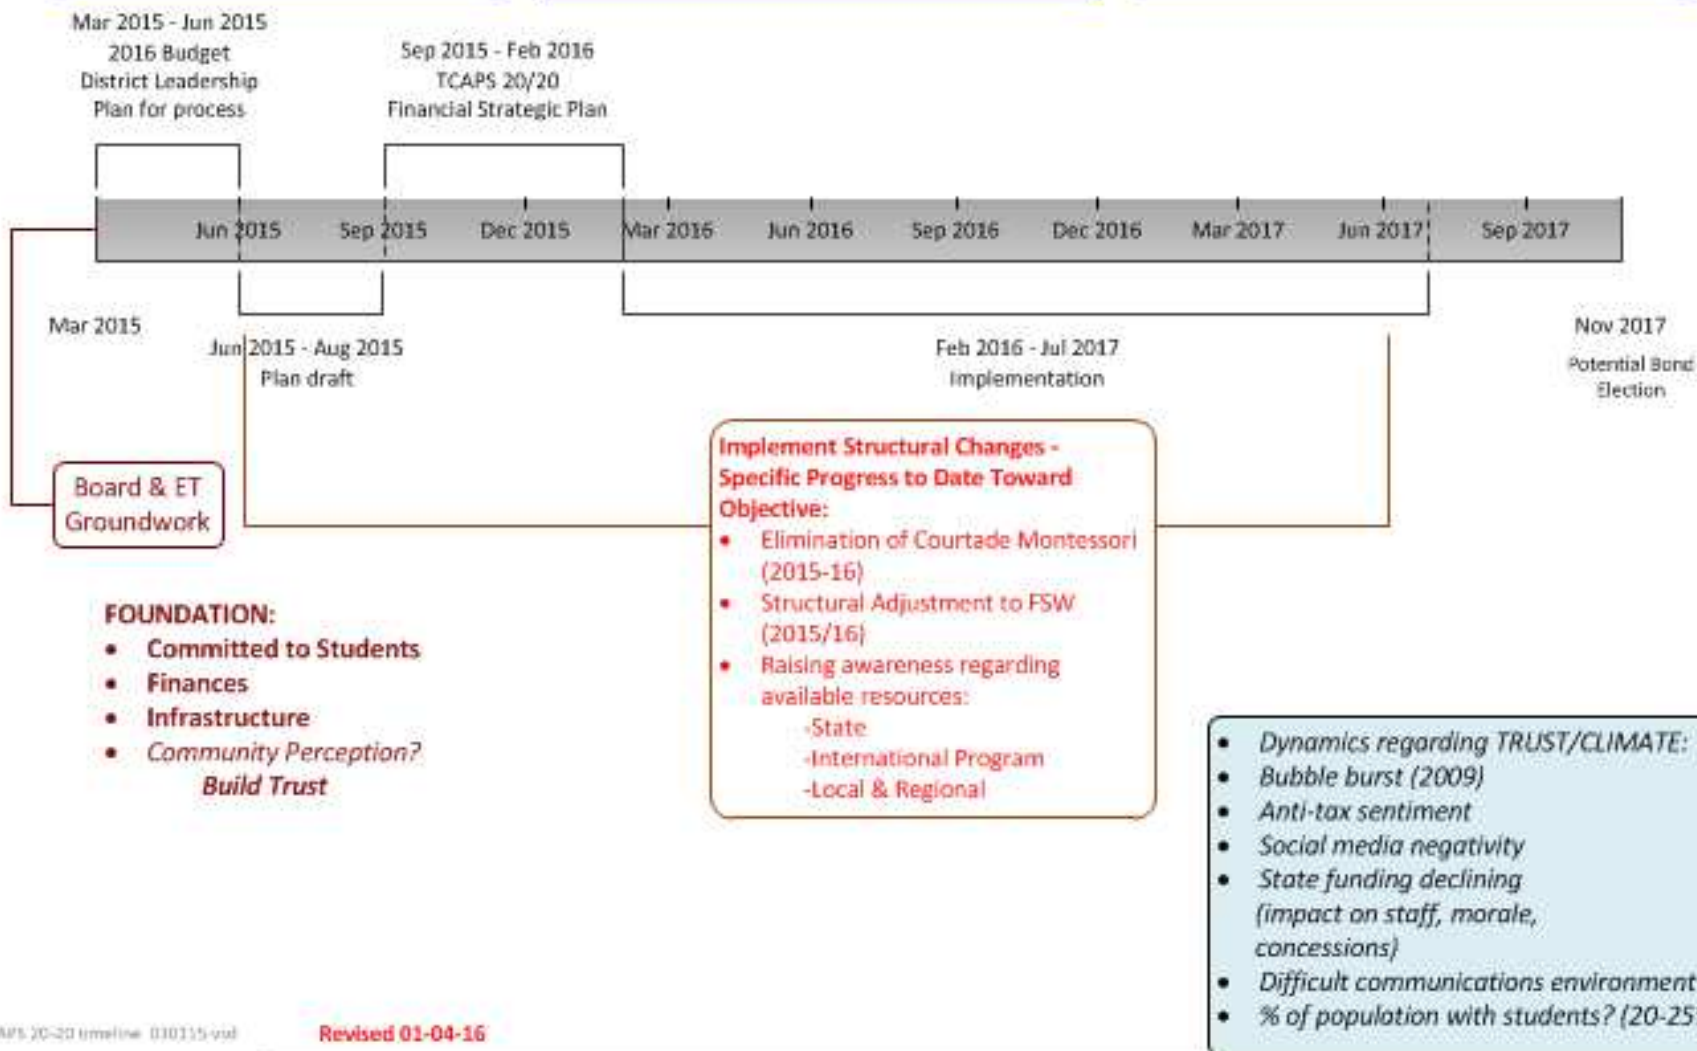 Mar 2015 - Jun 2015
2016 Budget
District Leadership
Plan for process
Sep 2015 - Feb 2016
TCAPS 20/20
Financial Strategic Plan
Jun 2015
Sep 2015
Dec 2015
Mar 2016
Jun 2016
Sep 2016
Dec 2016
Mar 2017
Jun 2017
Sep 2017
Mar 2015
Jun 2015 - Aug 2015
Plan draft
Feb 2016 - Jul 2017
Implementation
Nov 2017
Potential Bond
Election
Board & ET
Groundwork
FOUNDATION:
• Committed to Students
• Finances
• Infrastructure
• Community Perception?
Build Trust
Implement Structural Changes -
Specific Progress to Date Toward
Objective:
• Elimination of Courtade Montessori
(2015-16)
• Structural Adjustment to FSW
(2015/16)
• Raising awareness regarding
available resources:
-State
-International Program
-Local & Regional
• Dynamics regarding TRUST/CLIMATE:
• Bubble burst (2009)
• Anti-tax sentiment
• Social media negativity
• State funding declining
(impact on staff, morale,
concessions)
• Difficult communications environment
• % of population with students? (20-25
APS 20-20 timeline 030115.vsd
Revised 01-04-16